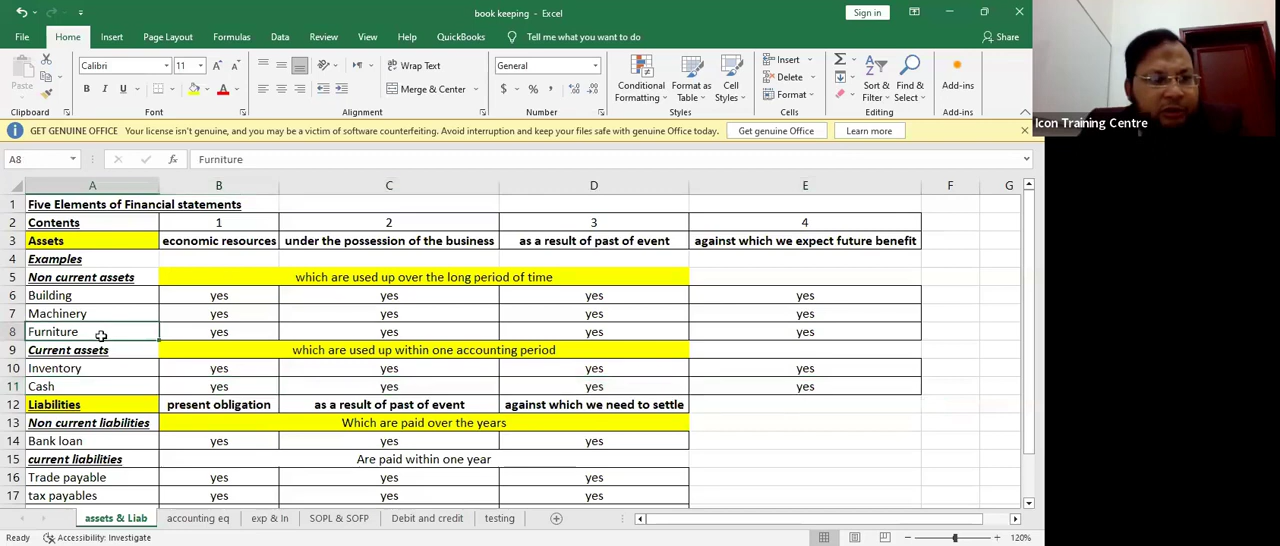 book keeping - Excel
Sign in
File Home Insert Page Layout Formulas Data Review View Help QuickBooks Tell me what you want to do Share
Paste
Calibri 11
B I U
Wrap Text
Merge & Center
General
$ % ,
Conditional Formatting
Format as Table
Cell Styles
Insert
Delete
Format
Sort & Filter
Find & Select
Add-ins
Clipboard Font Alignment Number Styles Cells Editing Add-ins
GET GENUINE OFFICE Your license isn't genuine, and you may be a victim of software counterfeiting. Avoid interruption and keep your files safe with genuine Office today. Get genuine Office Learn more
A8 fx Furniture
A B C D E F G
1 Five Elements of Financial statements
2 Contents 1 2 3 4
3 Assets economic resources under the possession of the business as a result of past of event against which we expect future benefit
4 Examples
5 Non current assets which are used up over the long period of time
6 Building yes yes yes yes
7 Machinery yes yes yes yes
8 Furniture yes yes yes yes
9 Current assets which are used up within one accounting period
10 Inventory yes yes yes yes
11 Cash yes yes yes yes
12 Liabilities present obligation as a result of past of event against which we need to settle
13 Non current liabilities Which are paid over the years
14 Bank loan yes yes yes
15 current liabilities Are paid within one year
16 Trade payable yes yes yes
17 tax payables yes yes yes
assets & Liab accounting eq exp & In SOPL & SOFP Debit and credit testing
Ready Accessibility: Investigate 120%
Icon Training Centre